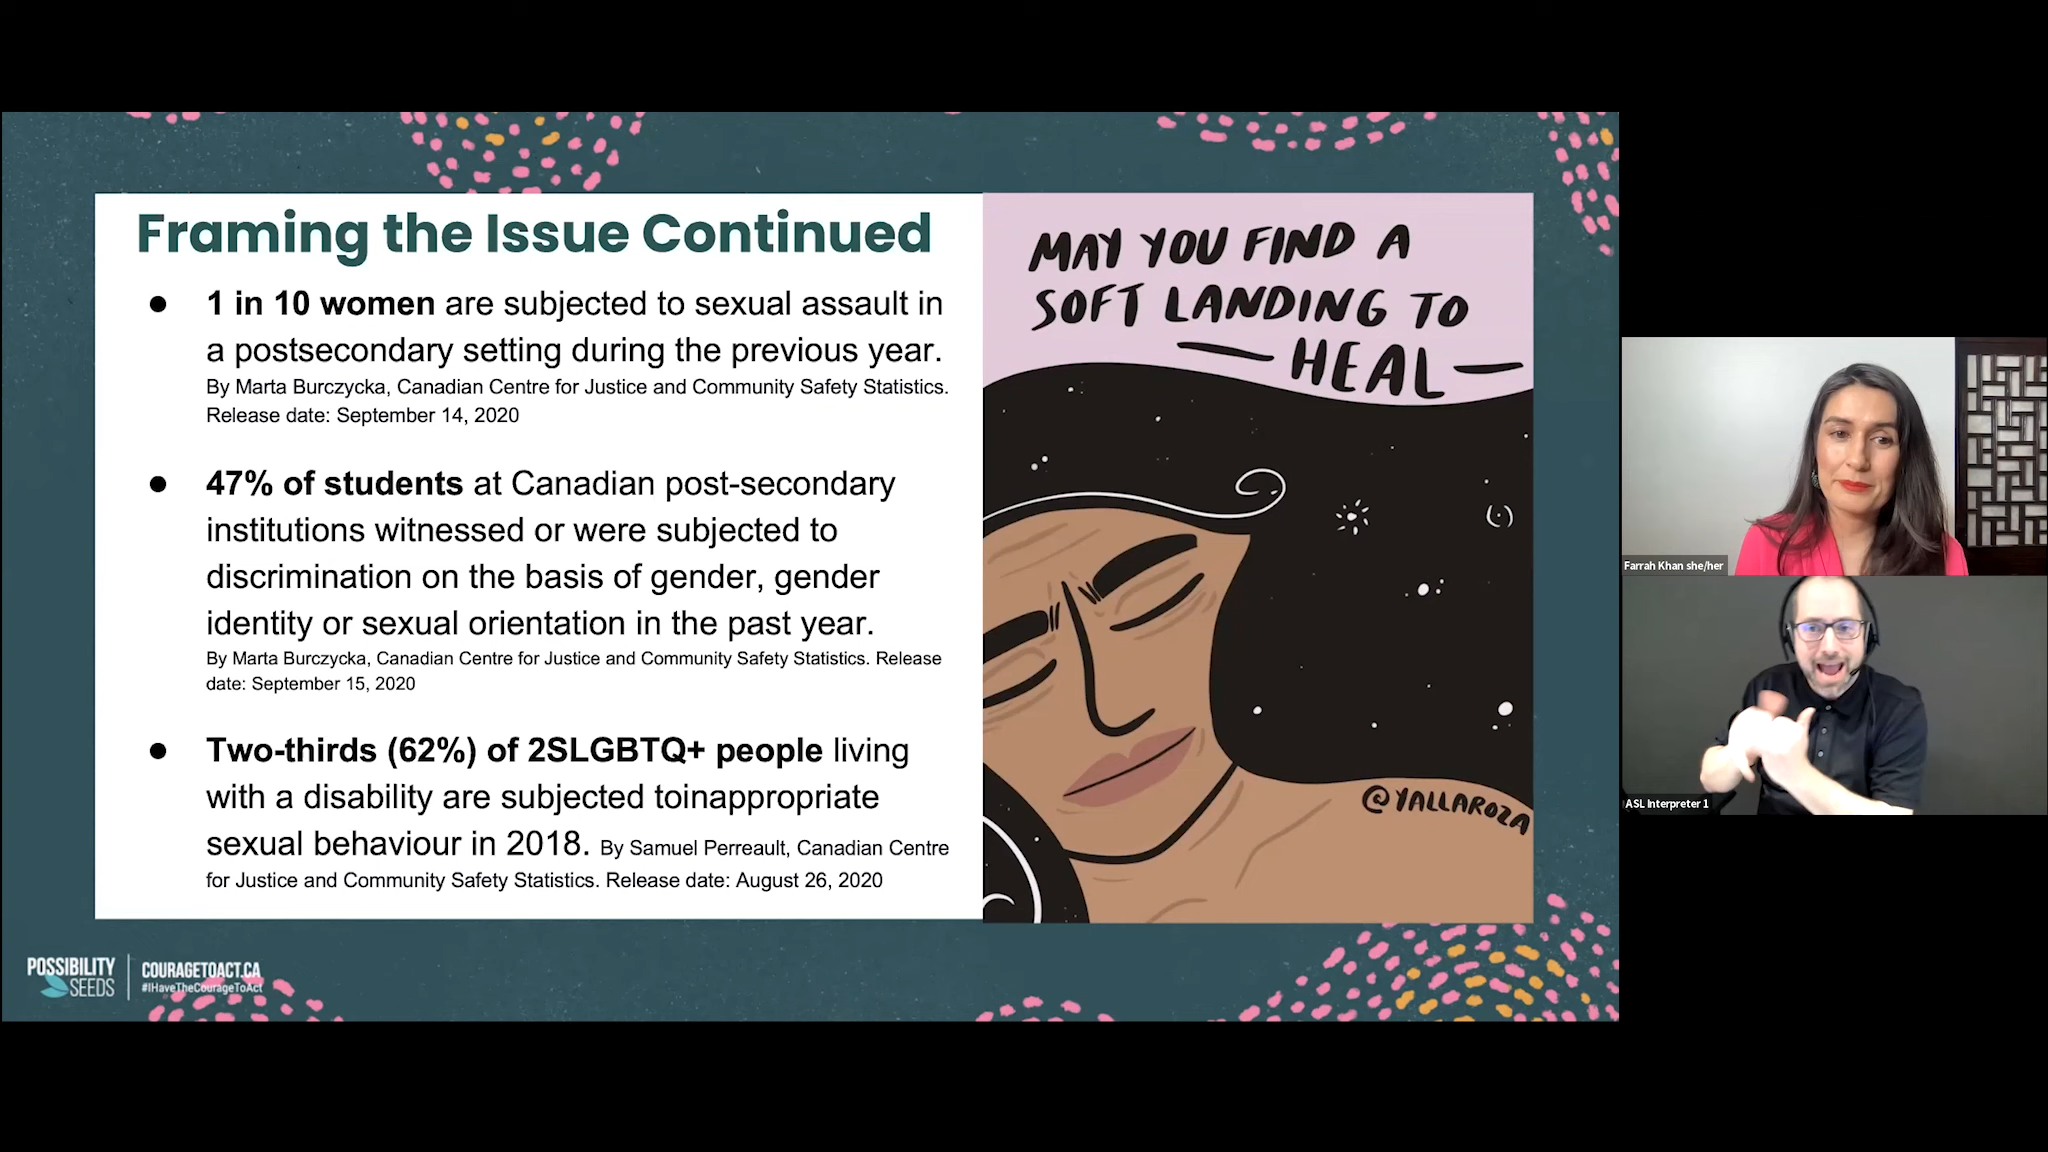 Framing the Issue Continued
● 1 in 10 women are subjected to sexual assault in
a postsecondary setting during the previous year.
By Marta Burczycka, Canadian Centre for Justice and Community Safety Statistics.
Release date: September 14, 2020
● 47% of students at Canadian post-secondary
institutions witnessed or were subjected to
discrimination on the basis of gender, gender
identity or sexual orientation in the past year.
By Marta Burczycka, Canadian Centre for Justice and Community Safety Statistics. Release
date: September 15, 2020
● Two-thirds (62%) of 2SLGBTQ+ people living
with a disability are subjected toinappropriate
sexual behaviour in 2018. By Samuel Perreault, Canadian Centre
for Justice and Community Safety Statistics. Release date: August 26, 2020
MAY YOU FIND A
SOFT LANDING TO
— HEAL —
@YALLAROZA
POSSIBILITY
SEEDS
COURAGETOACT.CA
#IHaveTheCourageToAct
Farrah Khan she/her
ASL Interpreter 1